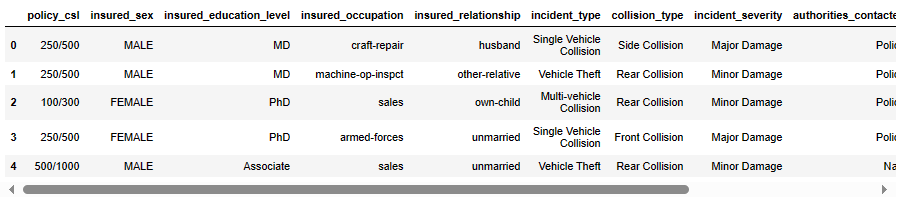 policy_csl insured_sex insured_education_level insured_occupation insured_relationship incident_type collision_type incident_severity authorities_contacte
0 250/500 MALE MD craft-repair husband Single Vehicle Collision Side Collision Major Damage Polic
1 250/500 MALE MD machine-op-inspct other-relative Vehicle Theft Rear Collision Minor Damage Polic
2 100/300 FEMALE PhD sales own-child Multi-vehicle Collision Rear Collision Minor Damage Polic
3 250/500 FEMALE PhD armed-forces unmarried Single Vehicle Collision Front Collision Major Damage Polic
4 500/1000 MALE Associate sales unmarried Vehicle Theft Rear Collision Minor Damage Na